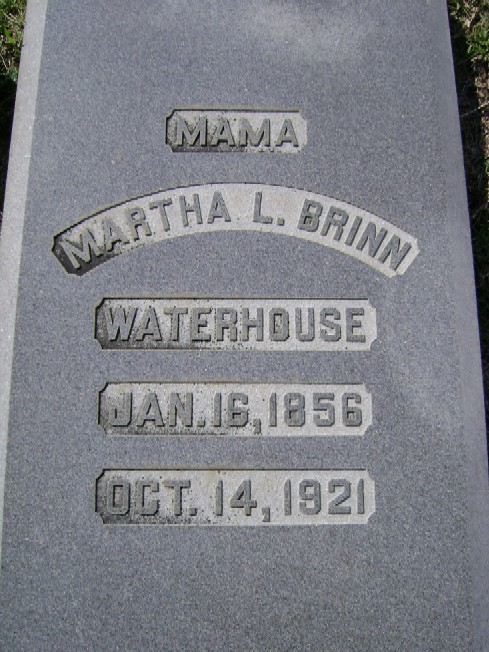 MAMA
MARTHA L. BRINN
WATERHOUSE
JAN. 16, 1856
OCT. 14, 1921